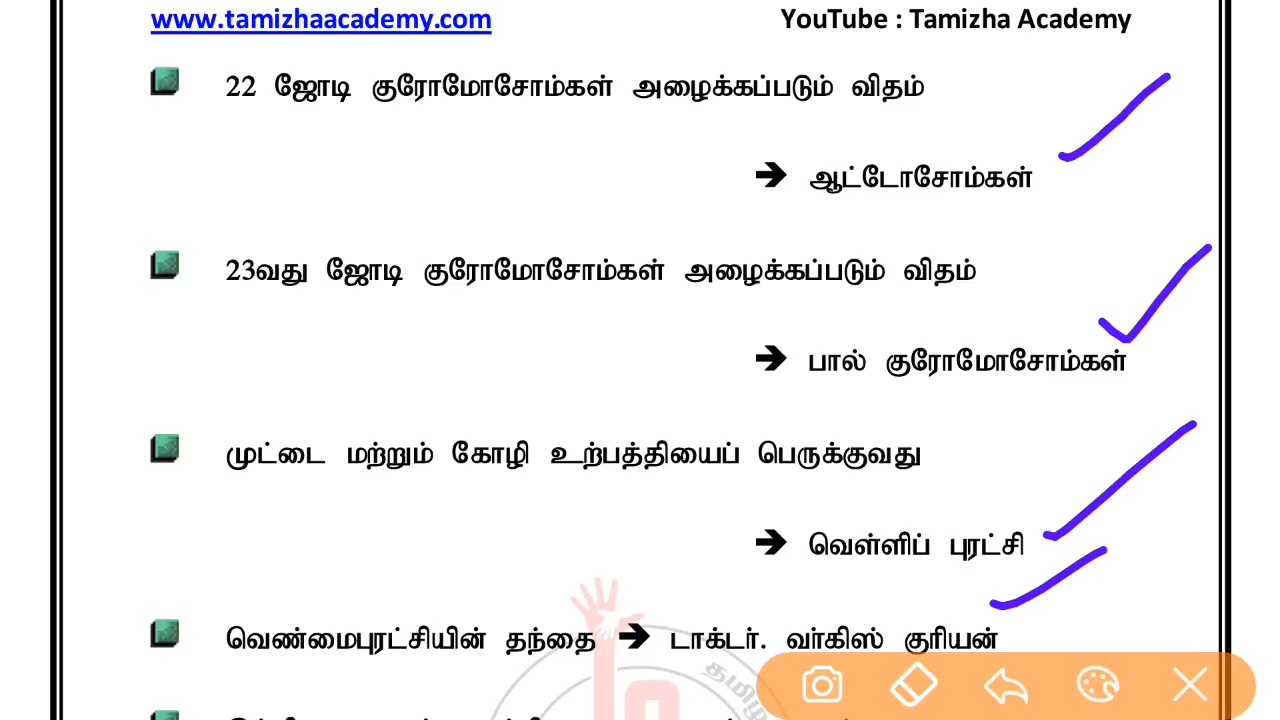 www.tamizhaacademy.com YouTube : Tamizha Academy
22 ஜோடி குரோமோசோம்கள் அழைக்கப்படும் விதம்
➔ ஆட்டோசோம்கள்
23வது ஜோடி குரோமோசோம்கள் அழைக்கப்படும் விதம்
➔ பால் குரோமோசோம்கள்
முட்டை மற்றும் கோழி உற்பத்தியைப் பெருக்குவது
➔ வெள்ளிப் புரட்சி
வெண்மைபுரட்சியின் தந்தை ➔ டாக்டர். வர்கிஸ் குரியன்
தமிழ